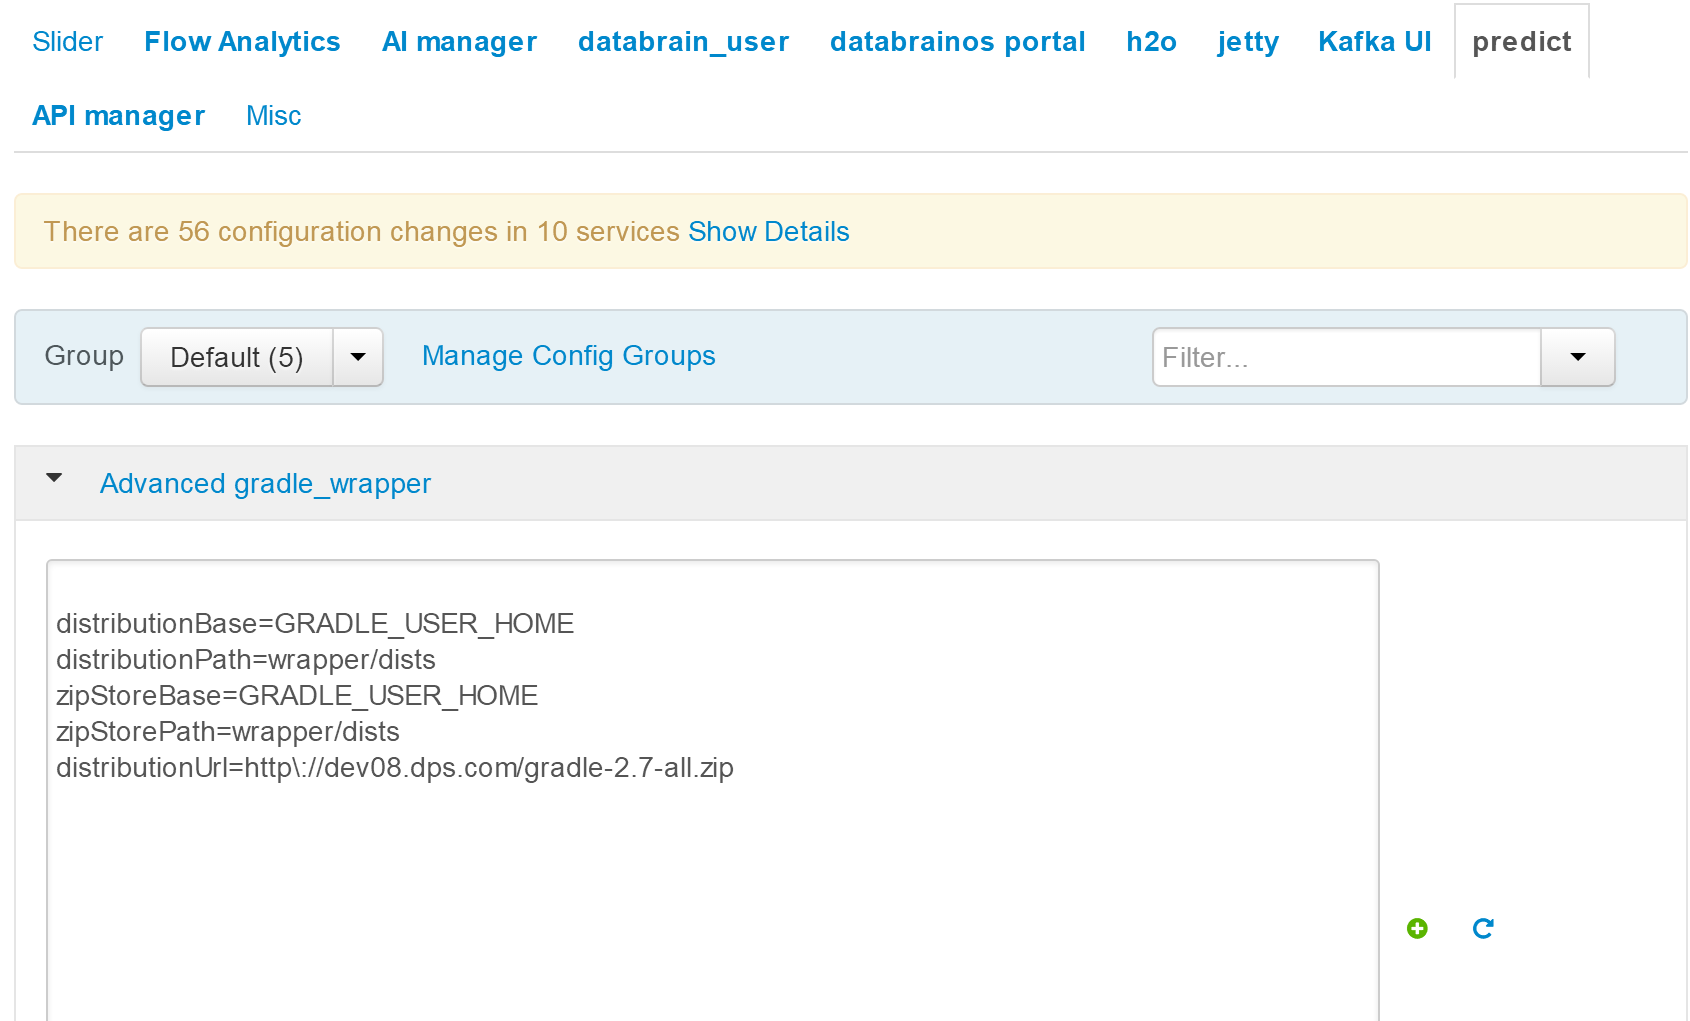 Slider Flow Analytics AI manager databrain_user databrainos portal h2o jetty Kafka UI predict
API manager Misc
There are 56 configuration changes in 10 services Show Details
Group Default (5) Manage Config Groups Filter...
Advanced gradle_wrapper
distributionBase=GRADLE_USER_HOME
distributionPath=wrapper/dists
zipStoreBase=GRADLE_USER_HOME
zipStorePath=wrapper/dists
distributionUrl=http\://dev08.dps.com/gradle-2.7-all.zip